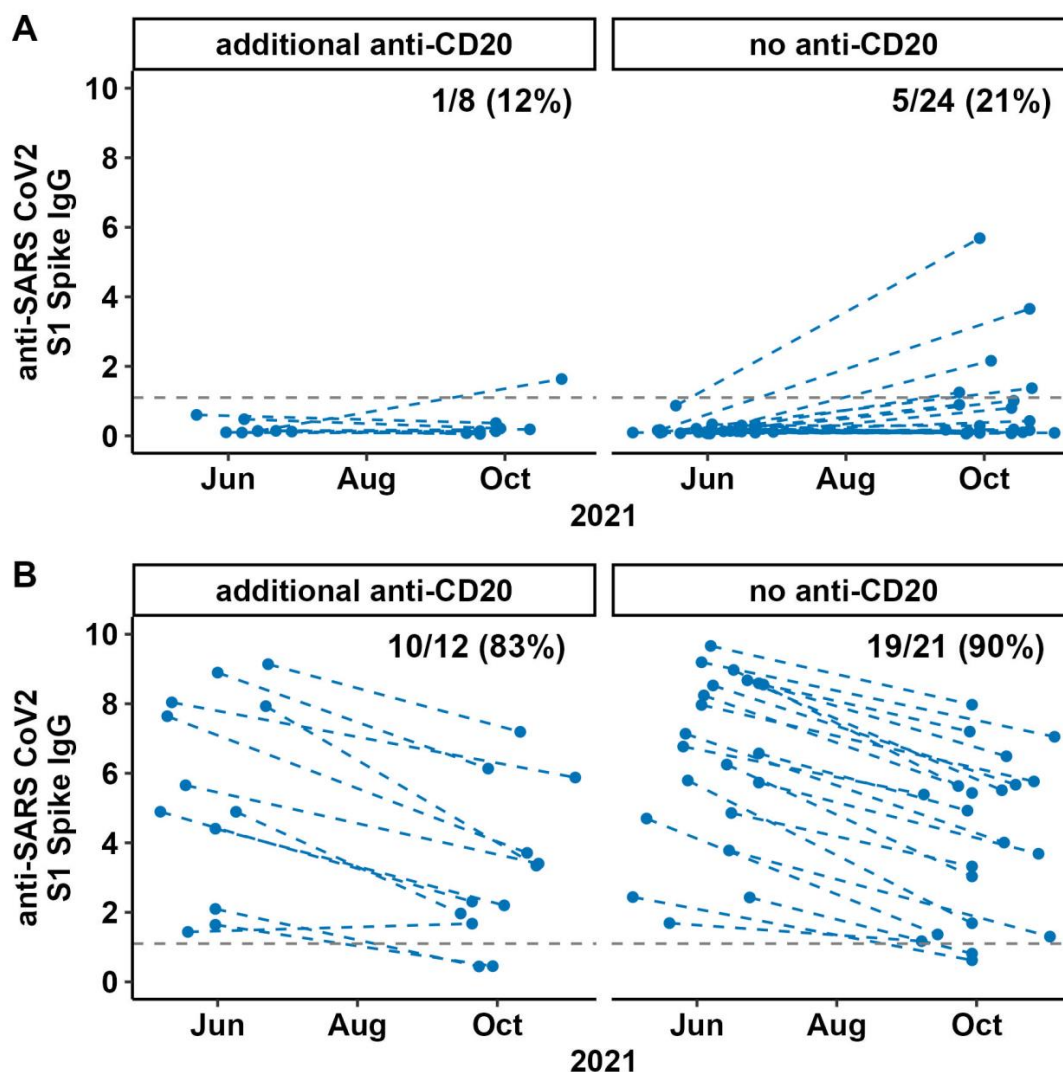 A
additional anti-CD20
no anti-CD20
1/8 (12%)
5/24 (21%)
anti-SARS CoV2
S1 Spike IgG
10
8
6
4
2
0
Jun
Aug
Oct
Jun
Aug
Oct
2021
B
additional anti-CD20
no anti-CD20
10/12 (83%)
19/21 (90%)
anti-SARS CoV2
S1 Spike IgG
10
8
6
4
2
0
Jun
Aug
Oct
Jun
Aug
Oct
2021